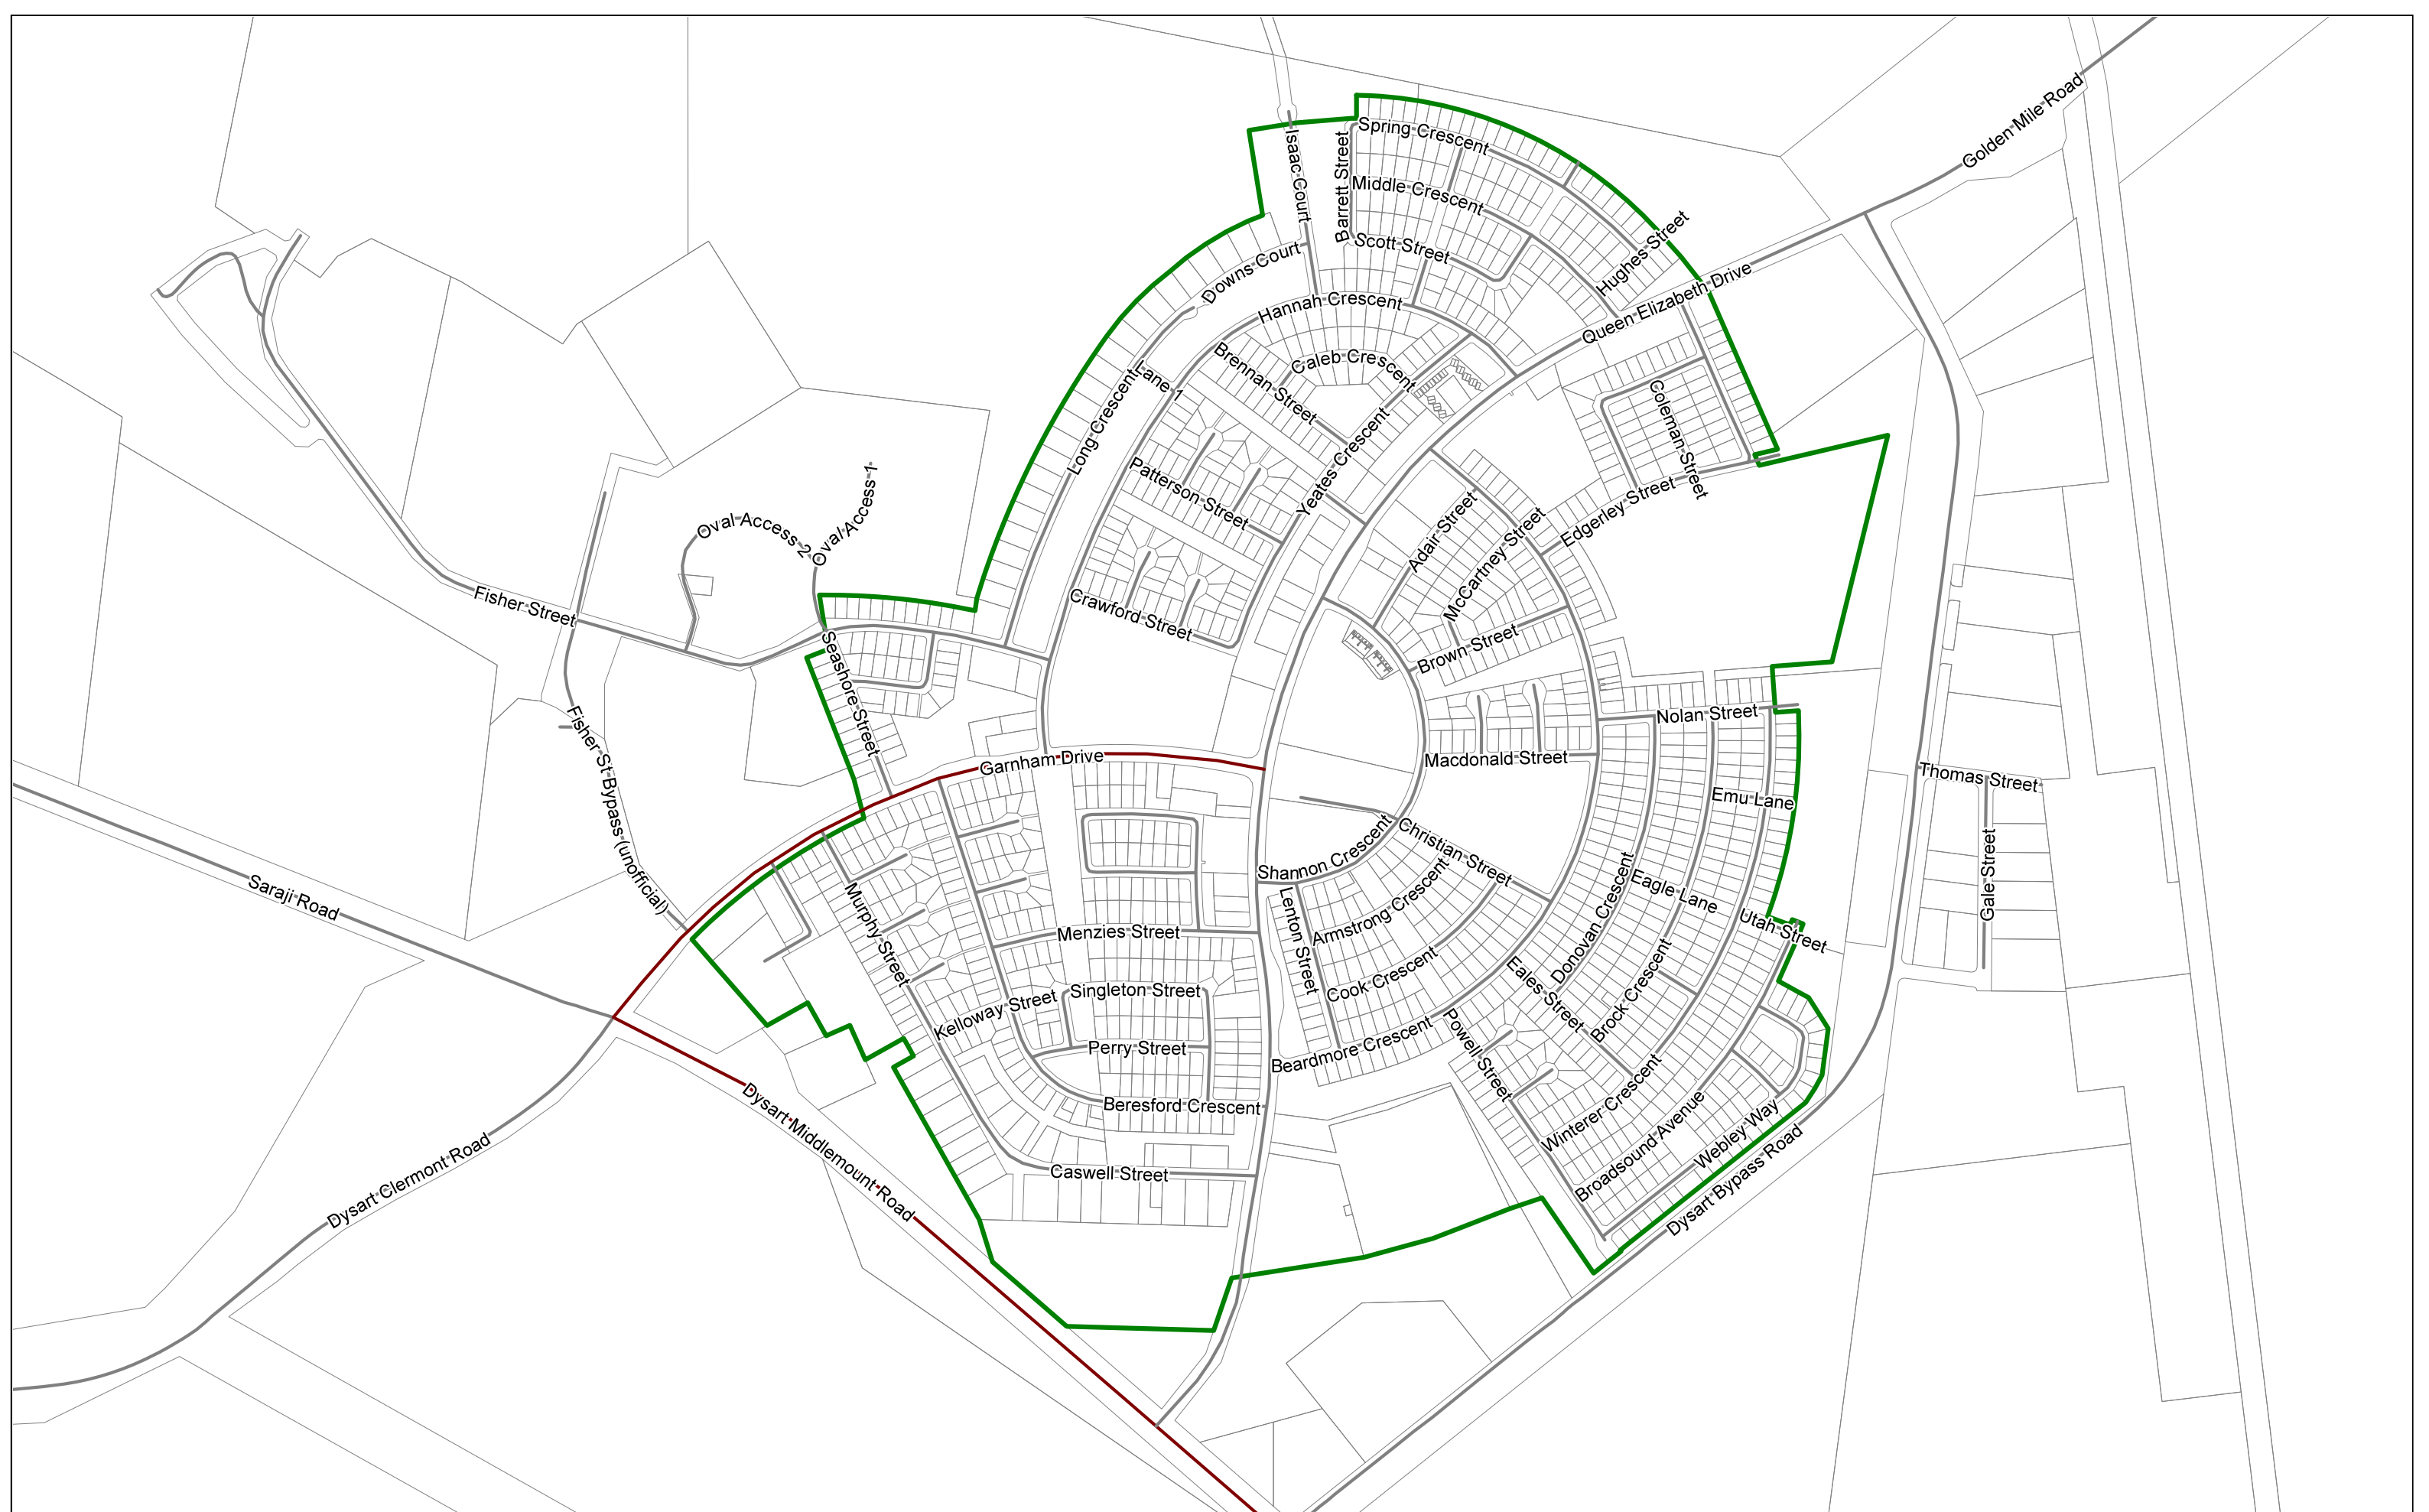 Golden Mile Road
Spring Crescent
Isaac Court
Barrett Street
Middle Crescent
Scott Street
Hughes Street
Downs Court
Queen Elizabeth Drive
Hannah Crescent
Caleb Crescent
Brennan Street
Lane 1
Long Crescent
Coleman Street
Yeates Crescent
Patterson Street
Edgerley Street
Adair Street
McCartney Street
Oval Access 1
Oval Access 2
Fisher Street
Crawford Street
Brown Street
Seashore Street
Nolan Street
Fisher St Bypass (unofficial)
Garnham Drive
Macdonald Street
Thomas Street
Emu Lane
Christian Street
Shannon Crescent
Gale Street
Saraji Road
Murphy Street
Lenton Street
Armstrong Crescent
Donovan Crescent
Eagle Lane
Utah Street
Menzies Street
Cook Crescent
Eales Street
Brock Crescent
Singleton Street
Kelloway Street
Perry Street
Beardmore Crescent
Powell Street
Winterer Crescent
Beresford Crescent
Broadsound Avenue
Webley Way
Dysart Bypass Road
Dysart Middlemount Road
Dysart Clermont Road
Caswell Street